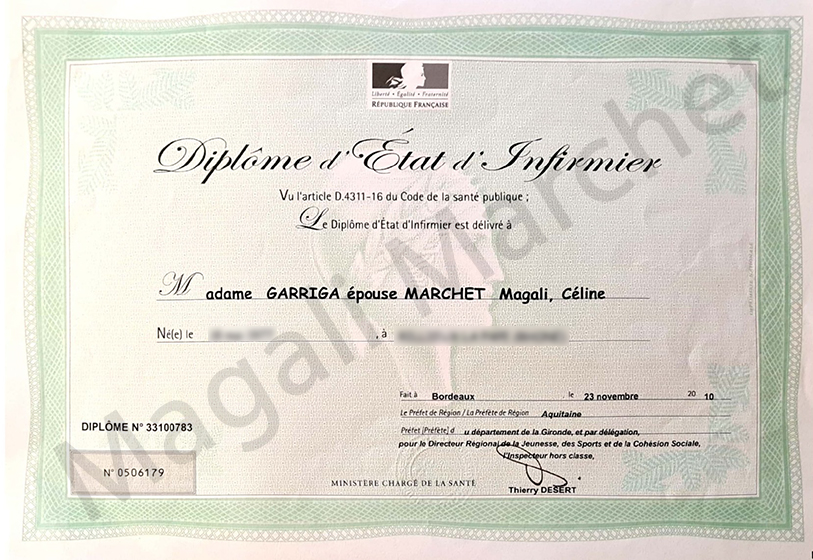 Liberté • Égalité • Fraternité
RÉPUBLIQUE FRANÇAISE
Diplôme d'État d'Infirmier
Vu l'article D.4311-16 du Code de la santé publique ;
Le Diplôme d'État d'Infirmier est délivré à
Madame GARRIGA épouse MARCHET Magali, Céline
Né(e) le , à
Fait à Bordeaux , le 23 novembre 20 10
Le Préfet de Région / La Préfète de Région Aquitaine
Préfet [Préfète] d u département de la Gironde, et par délégation,
pour le Directeur Régional de la Jeunesse, des Sports et de la Cohésion Sociale,
l'Inspecteur hors classe,
DIPLÔME N° 33100783
N° 0506179
MINISTÈRE CHARGÉ DE LA SANTÉ
Thierry DESERT
Magali Marchet